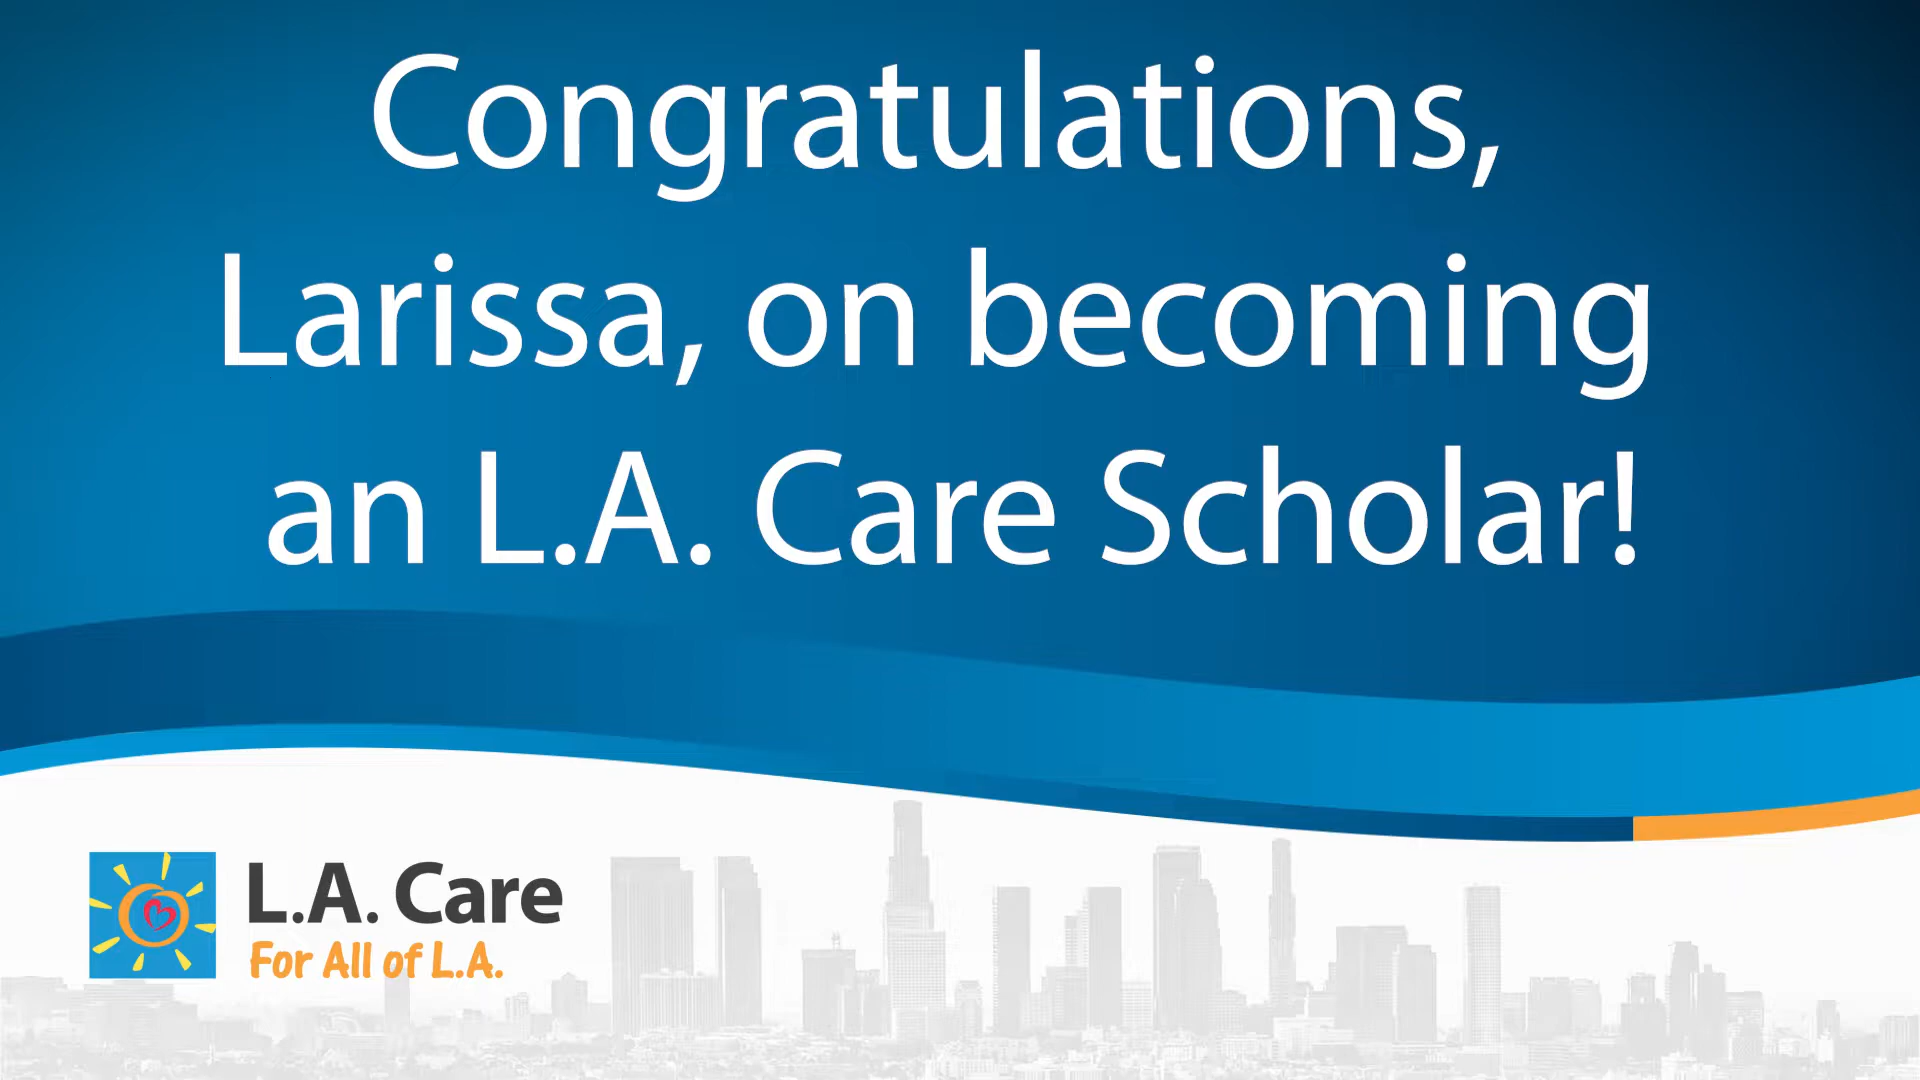 Congratulations,
Larissa, on becoming
an L.A. Care Scholar!
L.A. Care
For All of L.A.